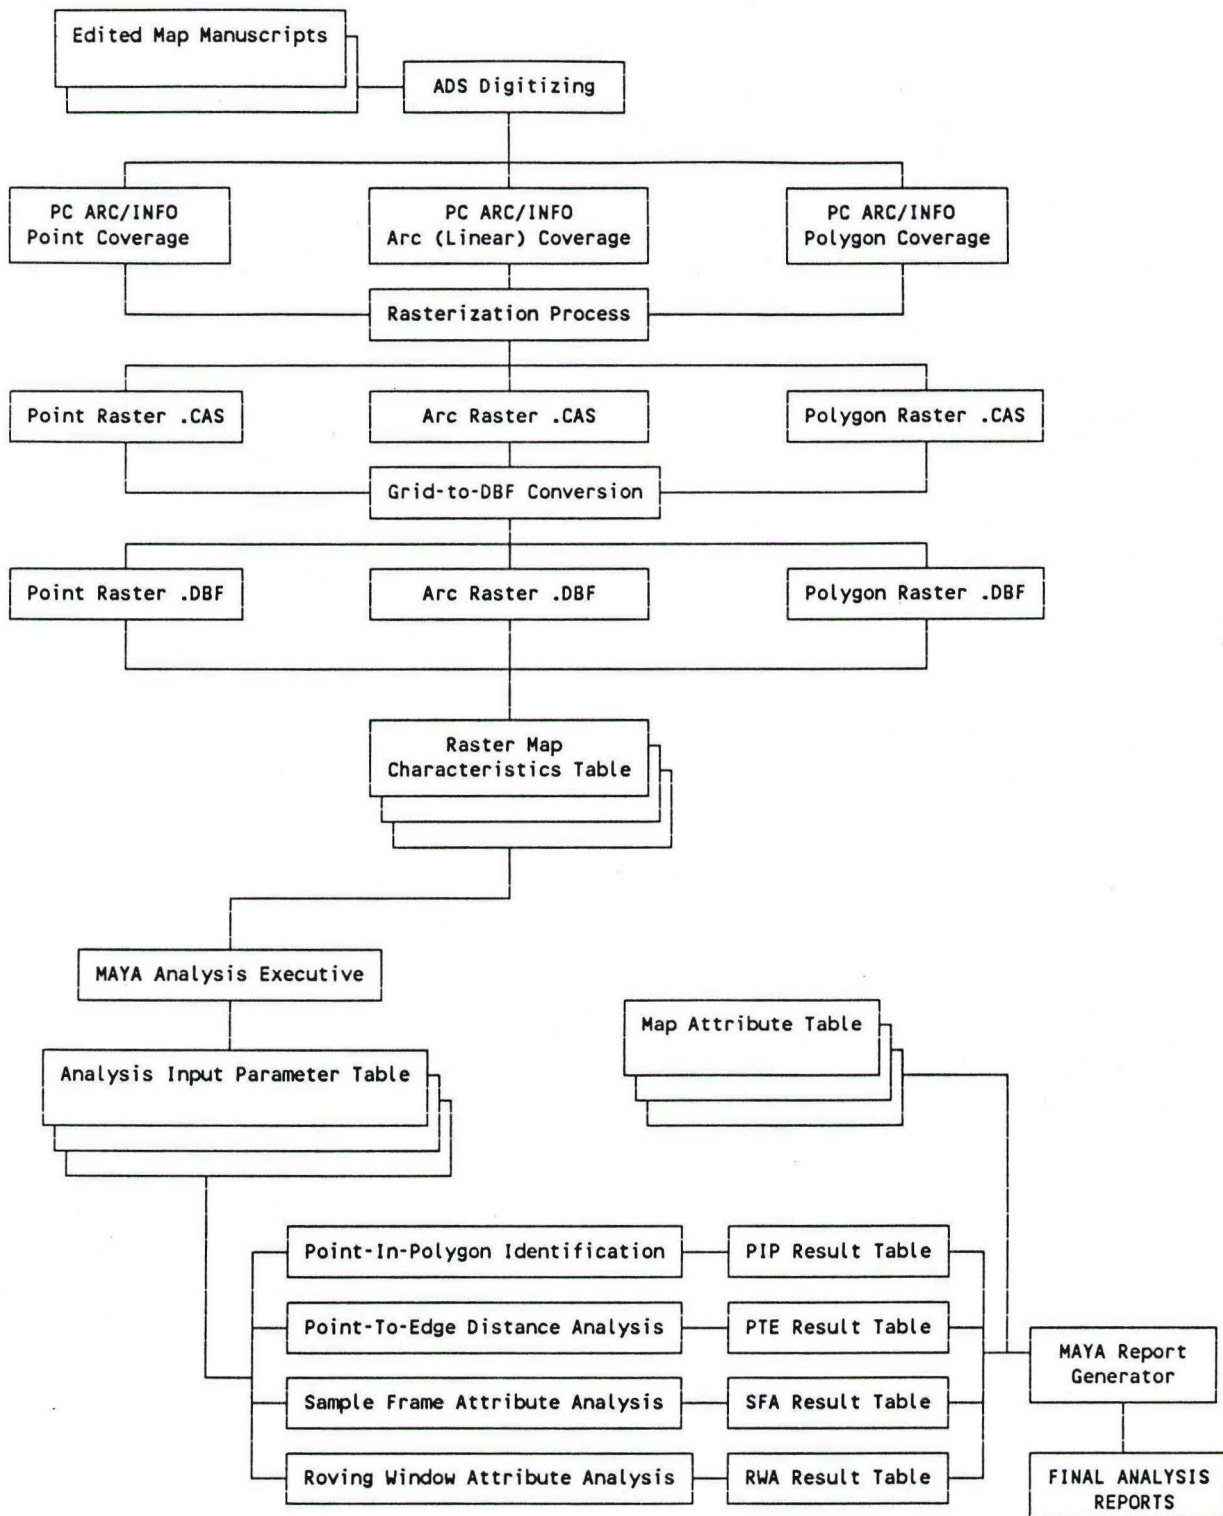 Edited Map Manuscripts
ADS Digitizing
PC ARC/INFO
Point Coverage
PC ARC/INFO
Arc (Linear) Coverage
PC ARC/INFO
Polygon Coverage
Rasterization Process
Point Raster .CAS
Arc Raster .CAS
Polygon Raster .CAS
Grid-to-DBF Conversion
Point Raster .DBF
Arc Raster .DBF
Polygon Raster .DBF
Raster Map
Characteristics Table
MAYA Analysis Executive
Map Attribute Table
Analysis Input Parameter Table
Point-In-Polygon Identification
PIP Result Table
Point-To-Edge Distance Analysis
PTE Result Table
MAYA Report
Generator
Sample Frame Attribute Analysis
SFA Result Table
Roving Window Attribute Analysis
RWA Result Table
FINAL ANALYSIS
REPORTS